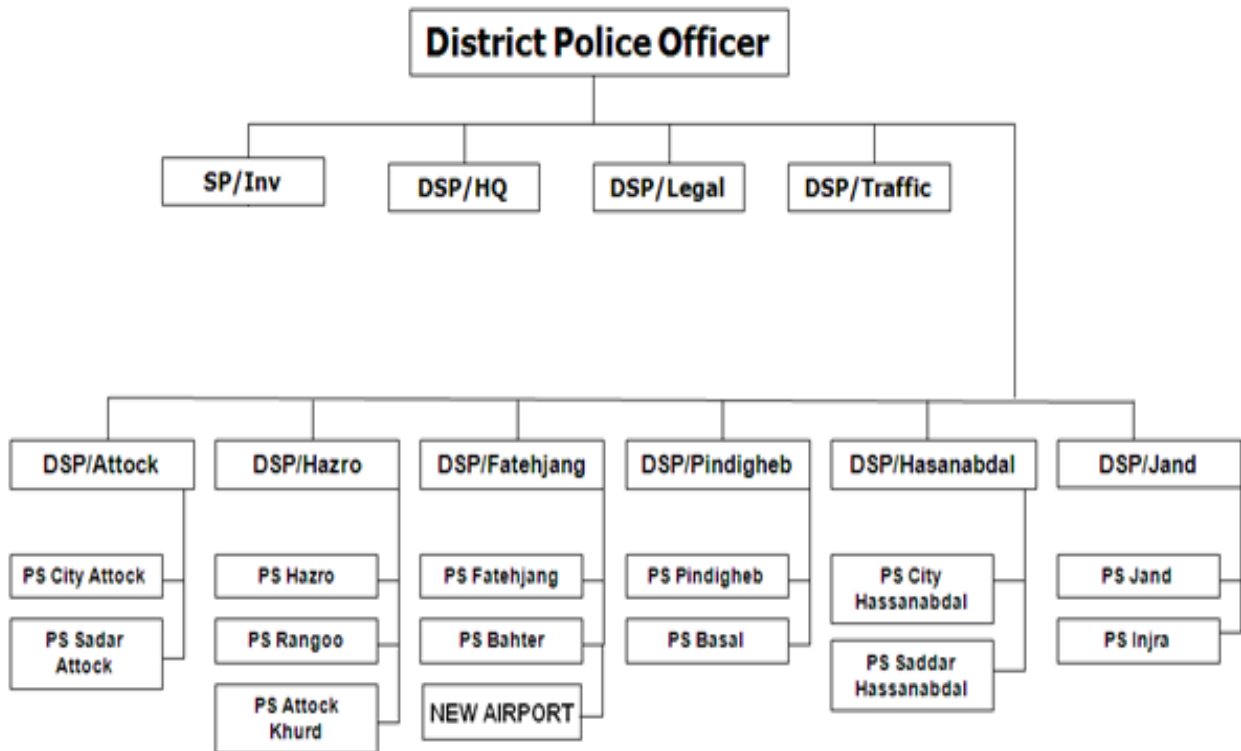 District Police Officer
SP/Inv
DSP/HQ
DSP/Legal
DSP/Traffic
DSP/Attock
DSP/Hazro
DSP/Fatehjang
DSP/Pindigheb
DSP/Hasanabdal
DSP/Jand
PS City Attock
PS Sadar
Attock
PS Hazro
PS Rangoo
PS Attock
Khurd
PS Fatehjang
PS Bahter
NEW AIRPORT
PS Pindigheb
PS Basal
PS City
Hassanabdal
PS Saddar
Hassanabdal
PS Jand
PS Injra